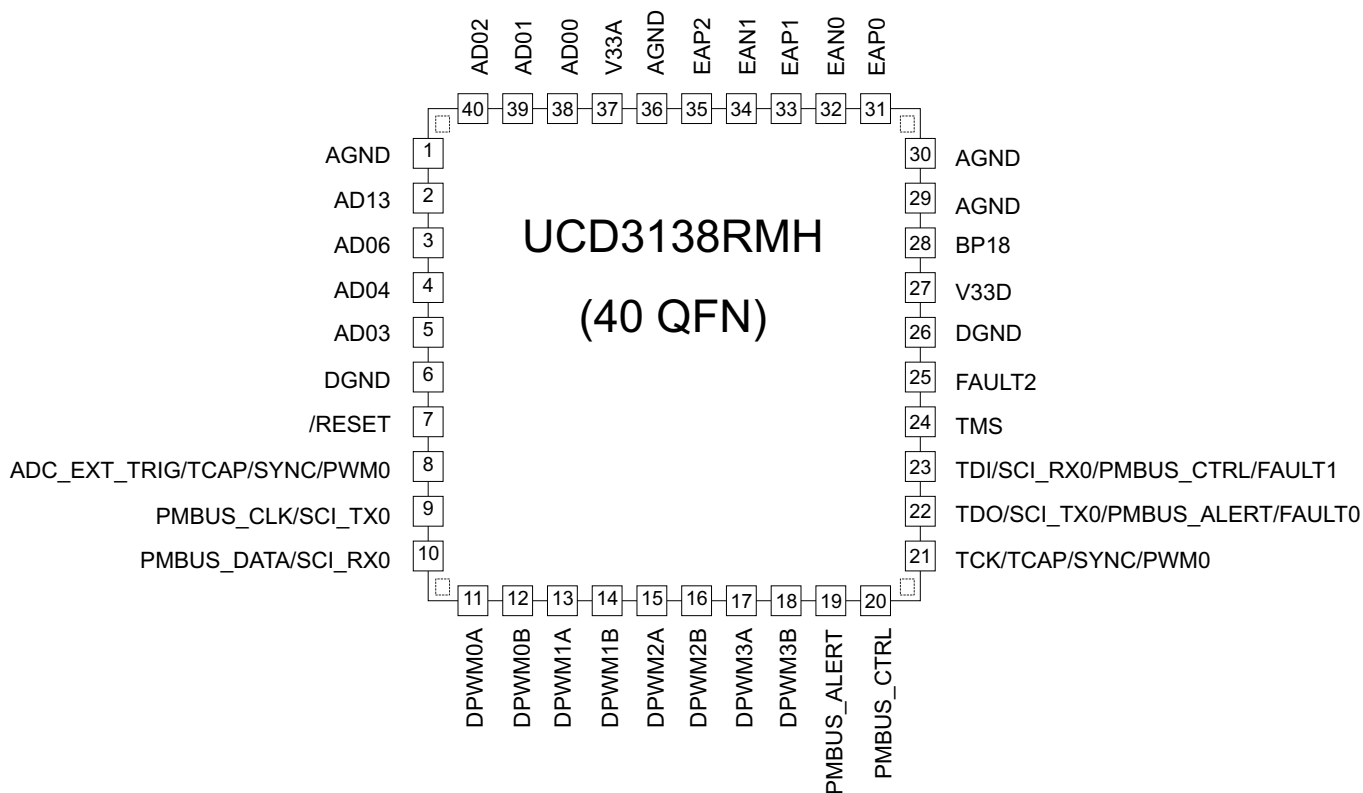 AD02
AD01
AD00
V33A
AGND
EAP2
EAN1
EAP1
EAN0
EAP0
40
39
38
37
36
35
34
33
32
31
AGND 1
AD13 2
AD06 3
AD04 4
AD03 5
DGND 6
/RESET 7
ADC_EXT_TRIG/TCAP/SYNC/PWM0 8
PMBUS_CLK/SCI_TX0 9
PMBUS_DATA/SCI_RX0 10
UCD3138RMH
(40 QFN)
30 AGND
29 AGND
28 BP18
27 V33D
26 DGND
25 FAULT2
24 TMS
23 TDI/SCI_RX0/PMBUS_CTRL/FAULT1
22 TDO/SCI_TX0/PMBUS_ALERT/FAULT0
21 TCK/TCAP/SYNC/PWM0
11
12
13
14
15
16
17
18
19
20
DPWM0A
DPWM0B
DPWM1A
DPWM1B
DPWM2A
DPWM2B
DPWM3A
DPWM3B
PMBUS_ALERT
PMBUS_CTRL